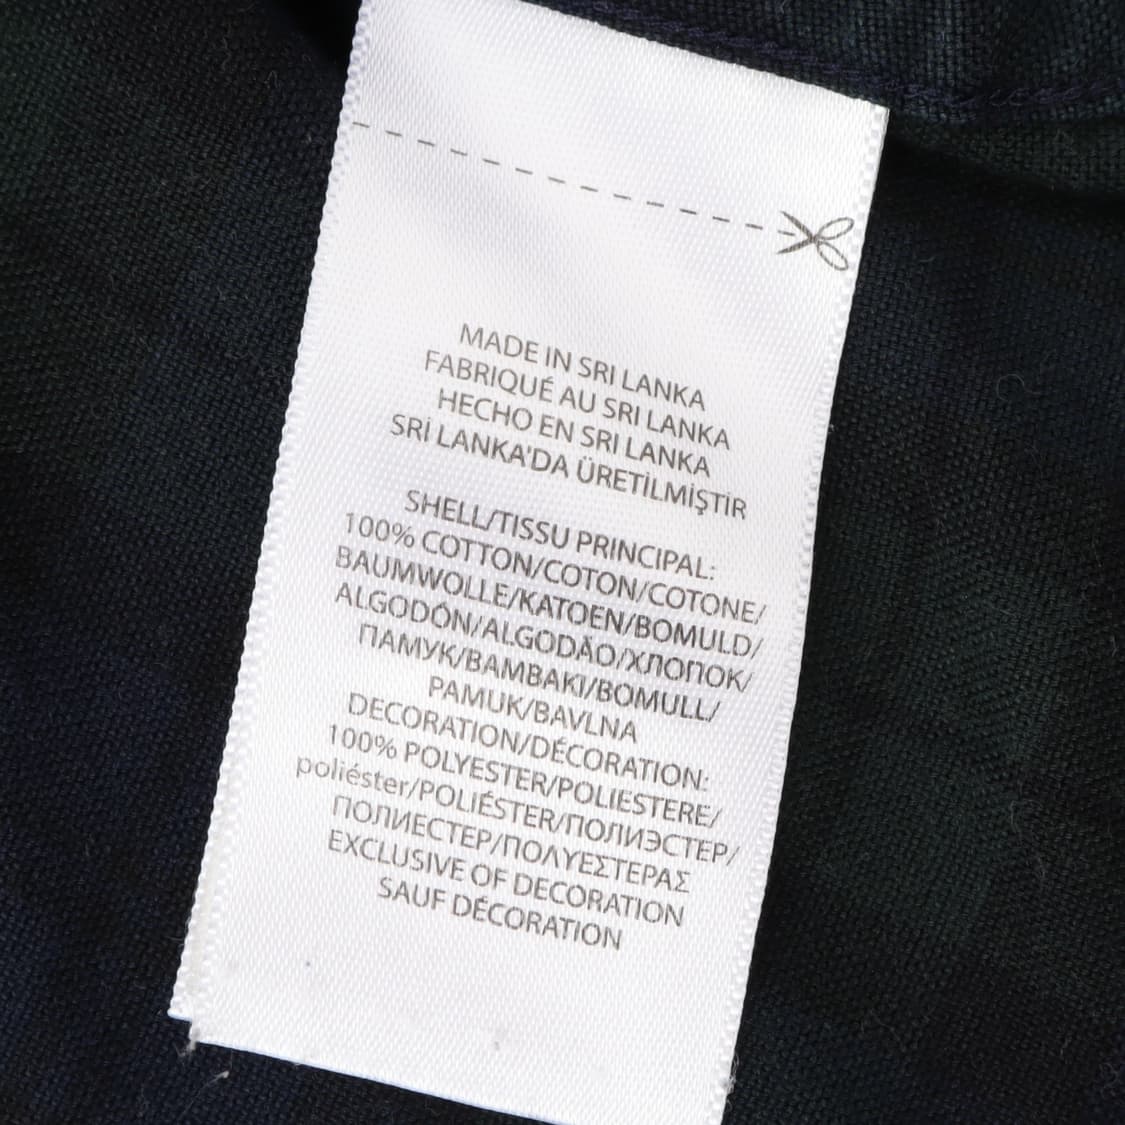 MADE IN SRI LANKA
FABRIQUÉ AU SRI LANKA
HECHO EN SRI LANKA
SRİ LANKA'DA ÜRETİLMİŞTİR
SHELL/TISSU PRINCIPAL:
100% COTTON/COTON/COTONE/
BAUMWOLLE/KATOEN/BOMULD/
ALGODÓN/ALGODÃO/ХЛОПОК/
ПАМУК/ΒΑΜΒΑΚΙ/BOMULL/
PAMUK/BAVLNA
DECORATION/DÉCORATION:
100% POLYESTER/POLIESTERE/
poliéster/POLIÉSTER/ПОЛИЭСТЕР/
ПОЛИЕСТЕР/ΠΟΛΥΕΣΤΕΡΑΣ
EXCLUSIVE OF DECORATION
SAUF DÉCORATION